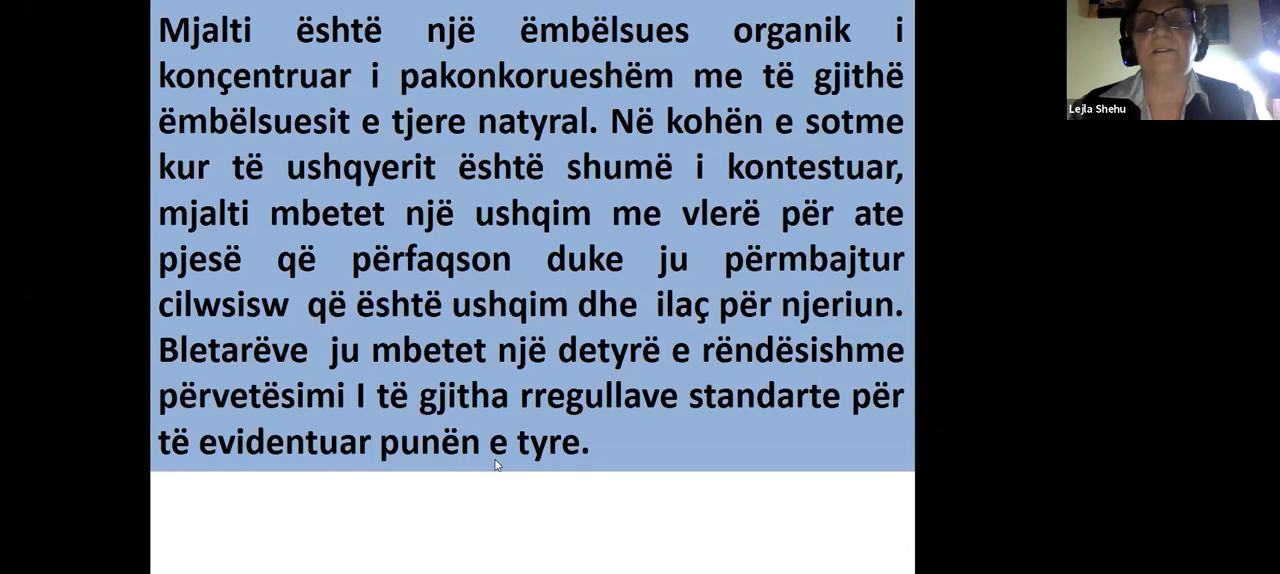 Mjalti është një ëmbëlsues organik i
konçentruar i pakonkorueshëm me të gjithë
ëmbëlsuesit e tjere natyral. Në kohën e sotme
kur të ushqyerit është shumë i kontestuar,
mjalti mbetet një ushqim me vlerë për ate
pjesë që përfaqson duke ju përmbajtur
cilwsisw që është ushqim dhe ilaç për njeriun.
Bletarëve ju mbetet një detyrë e rëndësishme
përvetësimi I të gjitha rregullave standarte për
të evidentuar punën e tyre.
Lejla Shehu